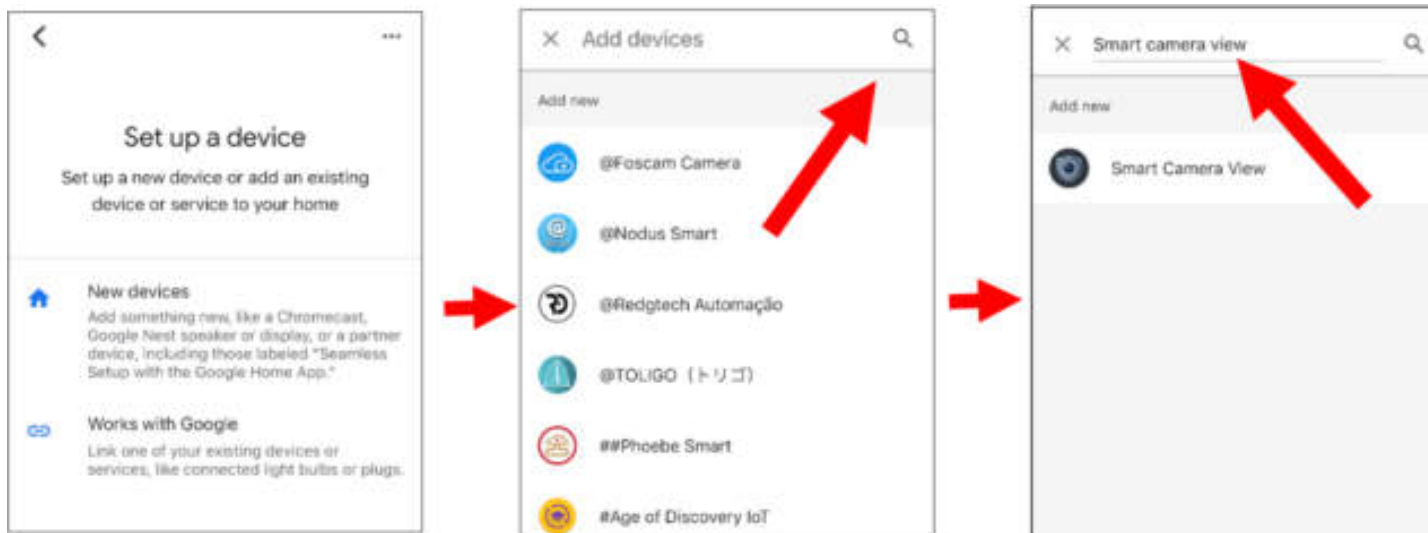 Set up a device
Set up a new device or add an existing
device or service to your home
New devices
Add something new, like a Chromecast,
Google Nest speaker or display, or a partner
device, including those labeled "Seamless
Setup with the Google Home App."
Works with Google
Link one of your existing devices or
services, like connected light bulbs or plugs.
Add devices
Add new
@Foscam Camera
@Nodus Smart
@Redgtech Automação
@TOLIGO (トリゴ)
##Phoebe Smart
#Age of Discovery IoT
Smart camera view
Add new
Smart Camera View